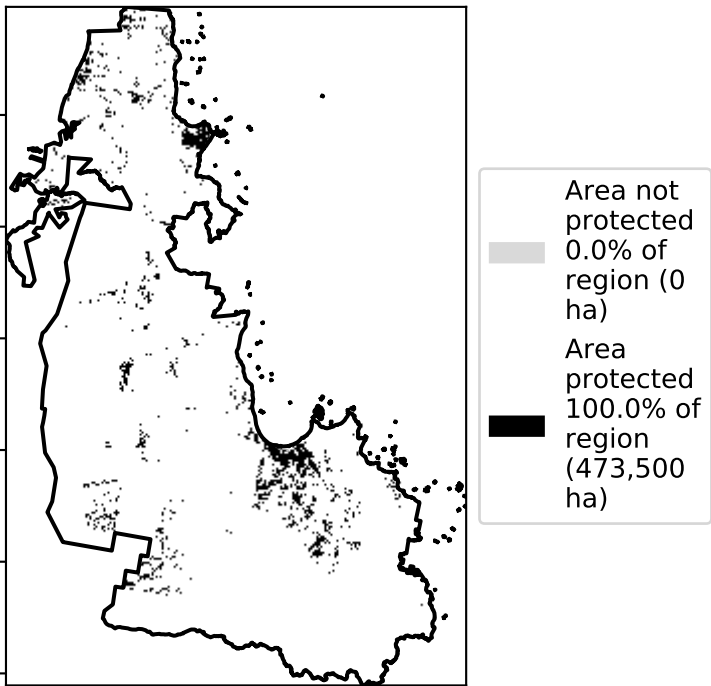 Area not
protected
0.0% of
region (0
ha)
Area
protected
100.0% of
region
(473,500
ha)